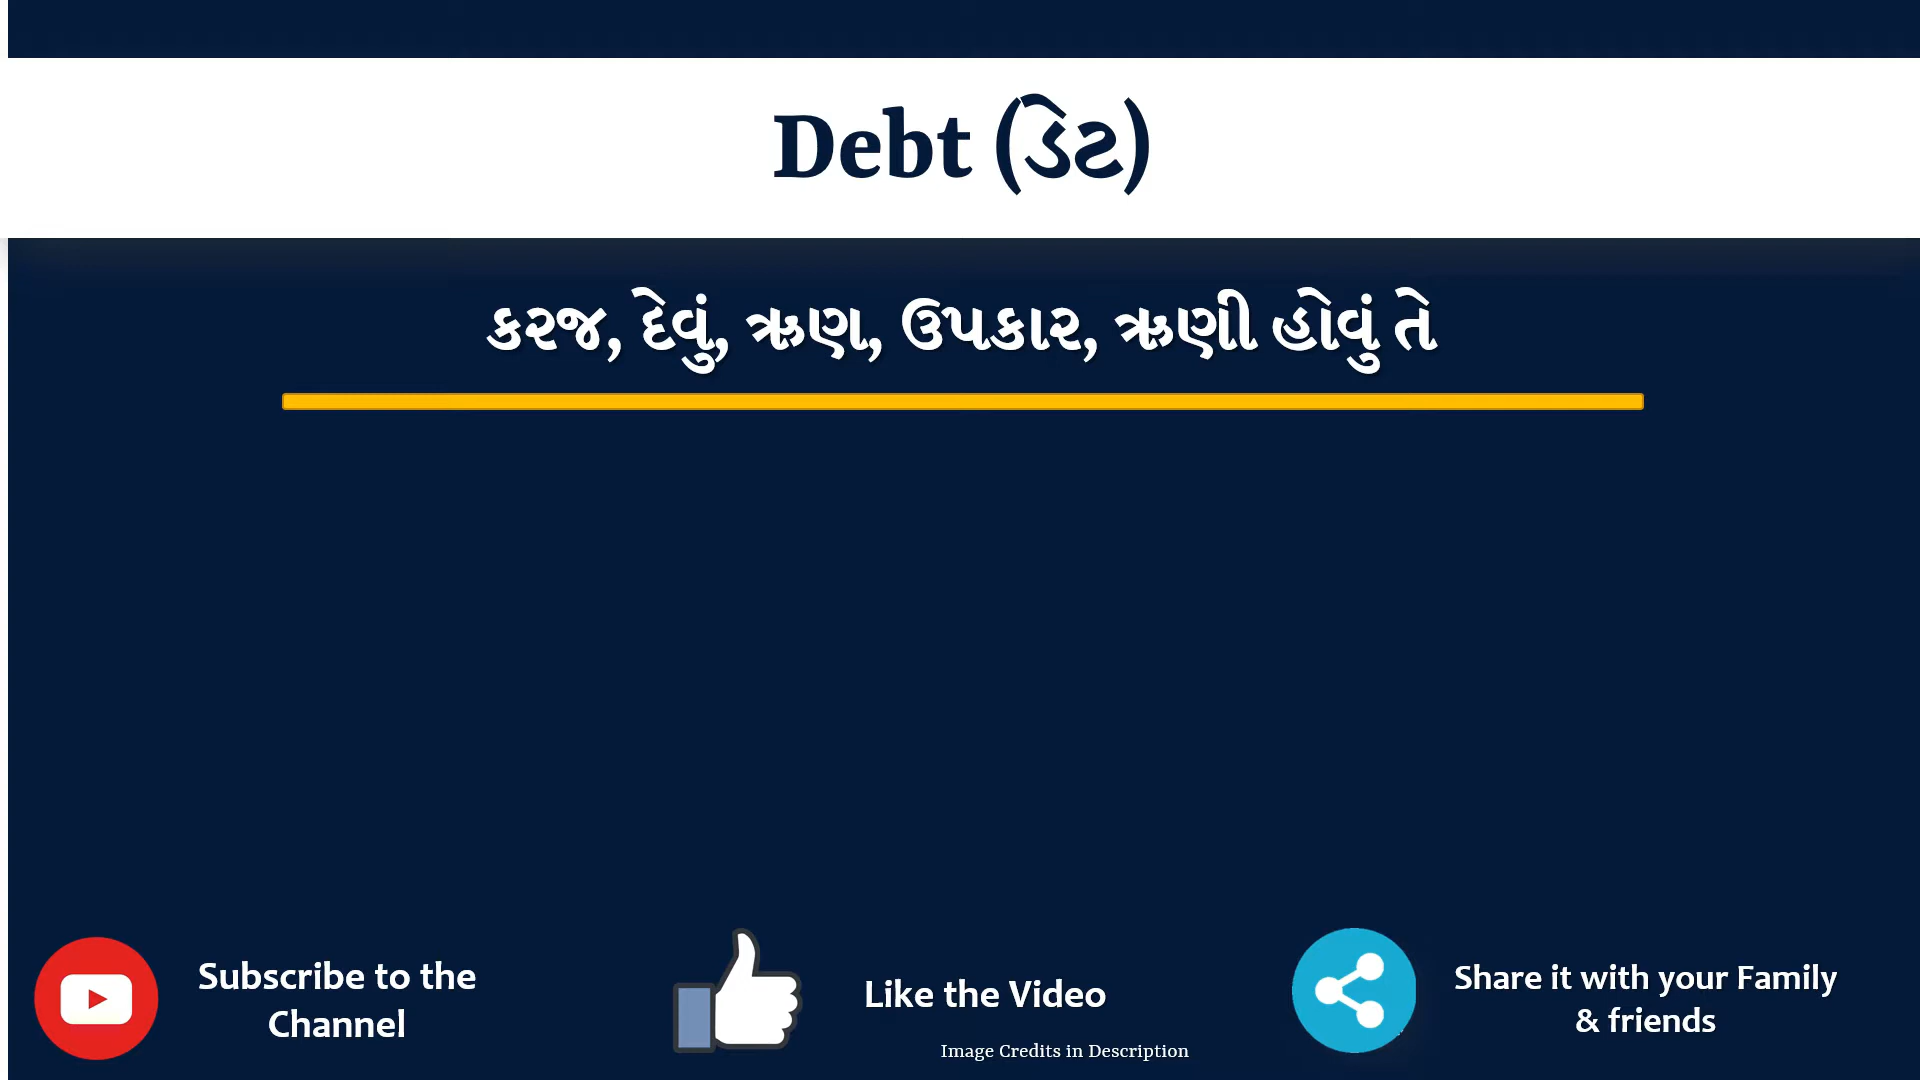 Debt (ડેટ)
કરજ, દેવું, ઋણ, ઉપકાર, ઋણી હોવું તે
Subscribe to the
Channel
Like the Video
Share it with your Family
& friends
Image Credits in Description